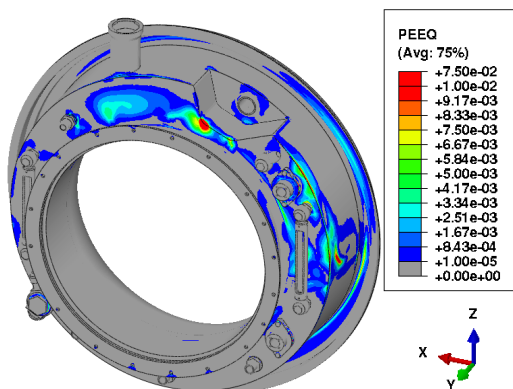 PEEQ
(Avg: 75%)
+7.50e-02
+1.00e-02
+9.17e-03
+8.33e-03
+7.50e-03
+6.67e-03
+5.84e-03
+5.00e-03
+4.17e-03
+3.34e-03
+2.51e-03
+1.67e-03
+8.43e-04
+1.00e-05
+0.00e+00
Z
X
Y